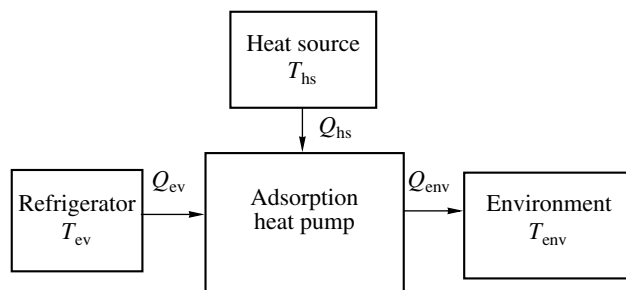 Heat source
T_hs
Q_hs
Refrigerator
T_ev
Q_ev
Adsorption
heat pump
Q_env
Environment
T_env